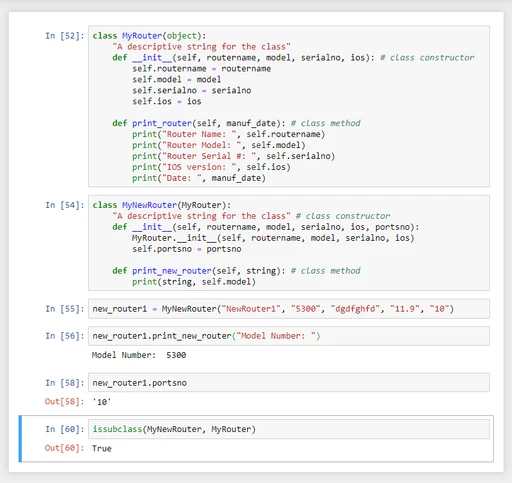 In [52]: class MyRouter(object):
"A descriptive string for the class"
def __init__(self, routername, model, serialno, ios): # class constructor
self.routername = routername
self.model = model
self.serialno = serialno
self.ios = ios
def print_router(self, manuf_date): # class method
print("Router Name: ", self.routername)
print("Router Model: ", self.model)
print("Router Serial #: ", self.serialno)
print("IOS version: ", self.ios)
print("Date: ", manuf_date)
In [54]: class MyNewRouter(MyRouter):
"A descriptive string for the class" # class constructor
def __init__(self, routername, model, serialno, ios, portsno):
MyRouter.__init__(self, routername, model, serialno, ios)
self.portsno = portsno
def print_new_router(self, string): # class method
print(string, self.model)
In [55]: new_router1 = MyNewRouter("NewRouter1", "5300", "dgdfghfd", "11.9", "10")
In [56]: new_router1.print_new_router("Model Number: ")
Model Number:  5300
In [58]: new_router1.portsno
Out[58]: '10'
In [60]: issubclass(MyNewRouter, MyRouter)
Out[60]: True